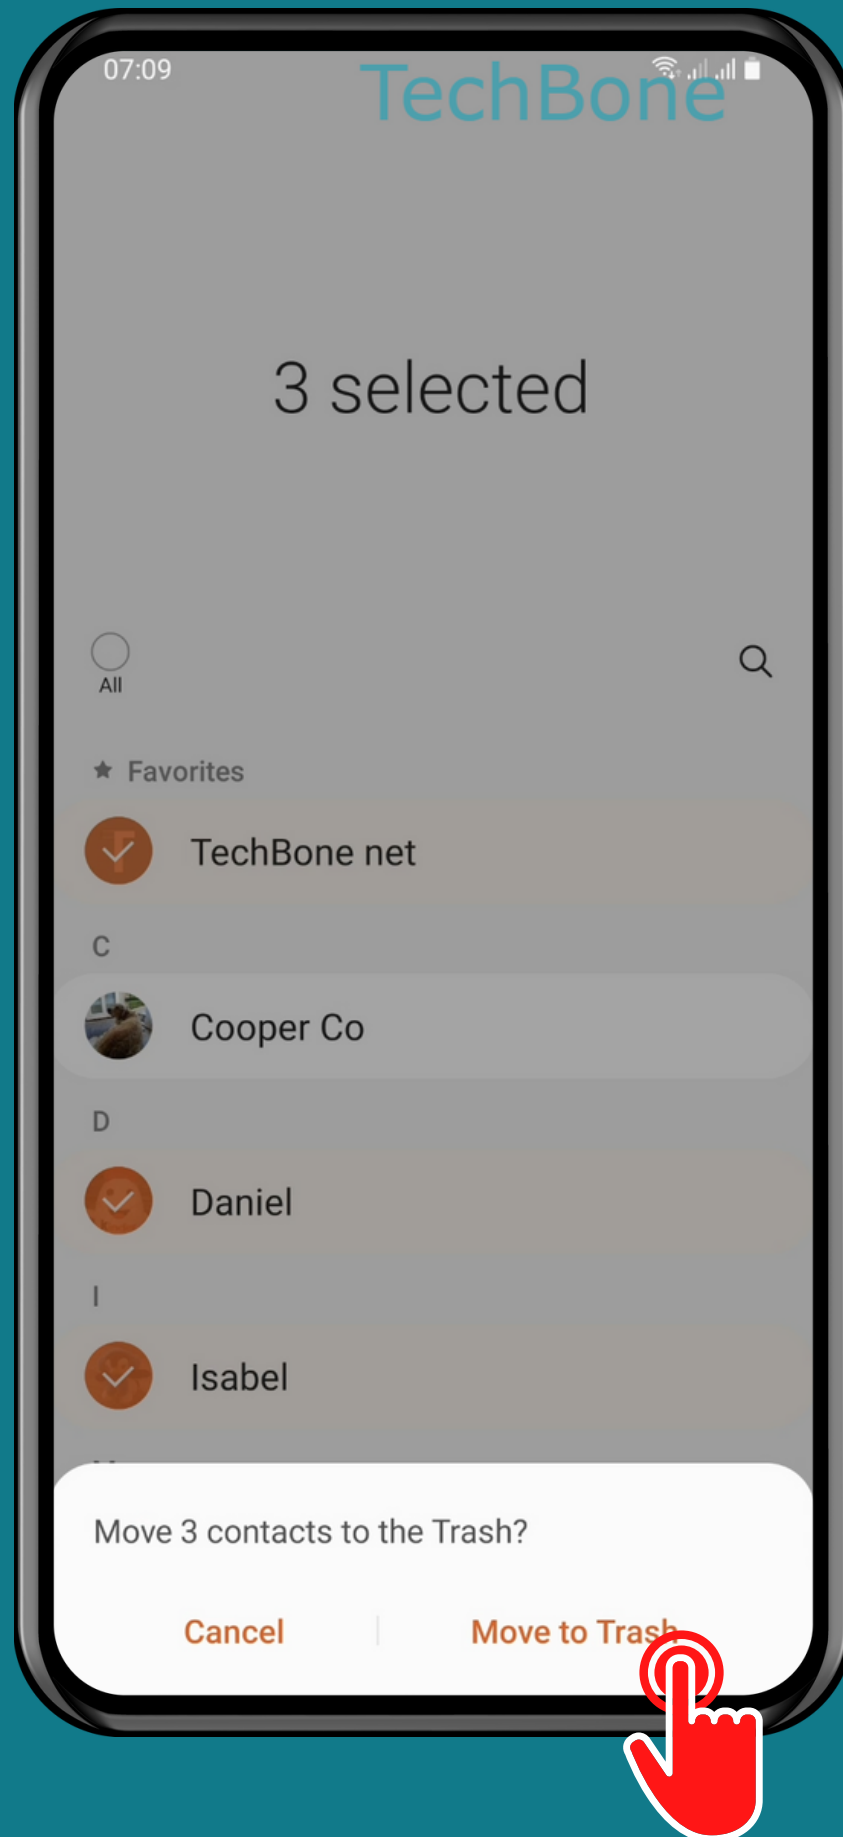 07:09
TechBone
3 selected
All
Favorites
TechBone net
C
Cooper Co
D
Daniel
I
Isabel
Move 3 contacts to the Trash?
Cancel
Move to Trash